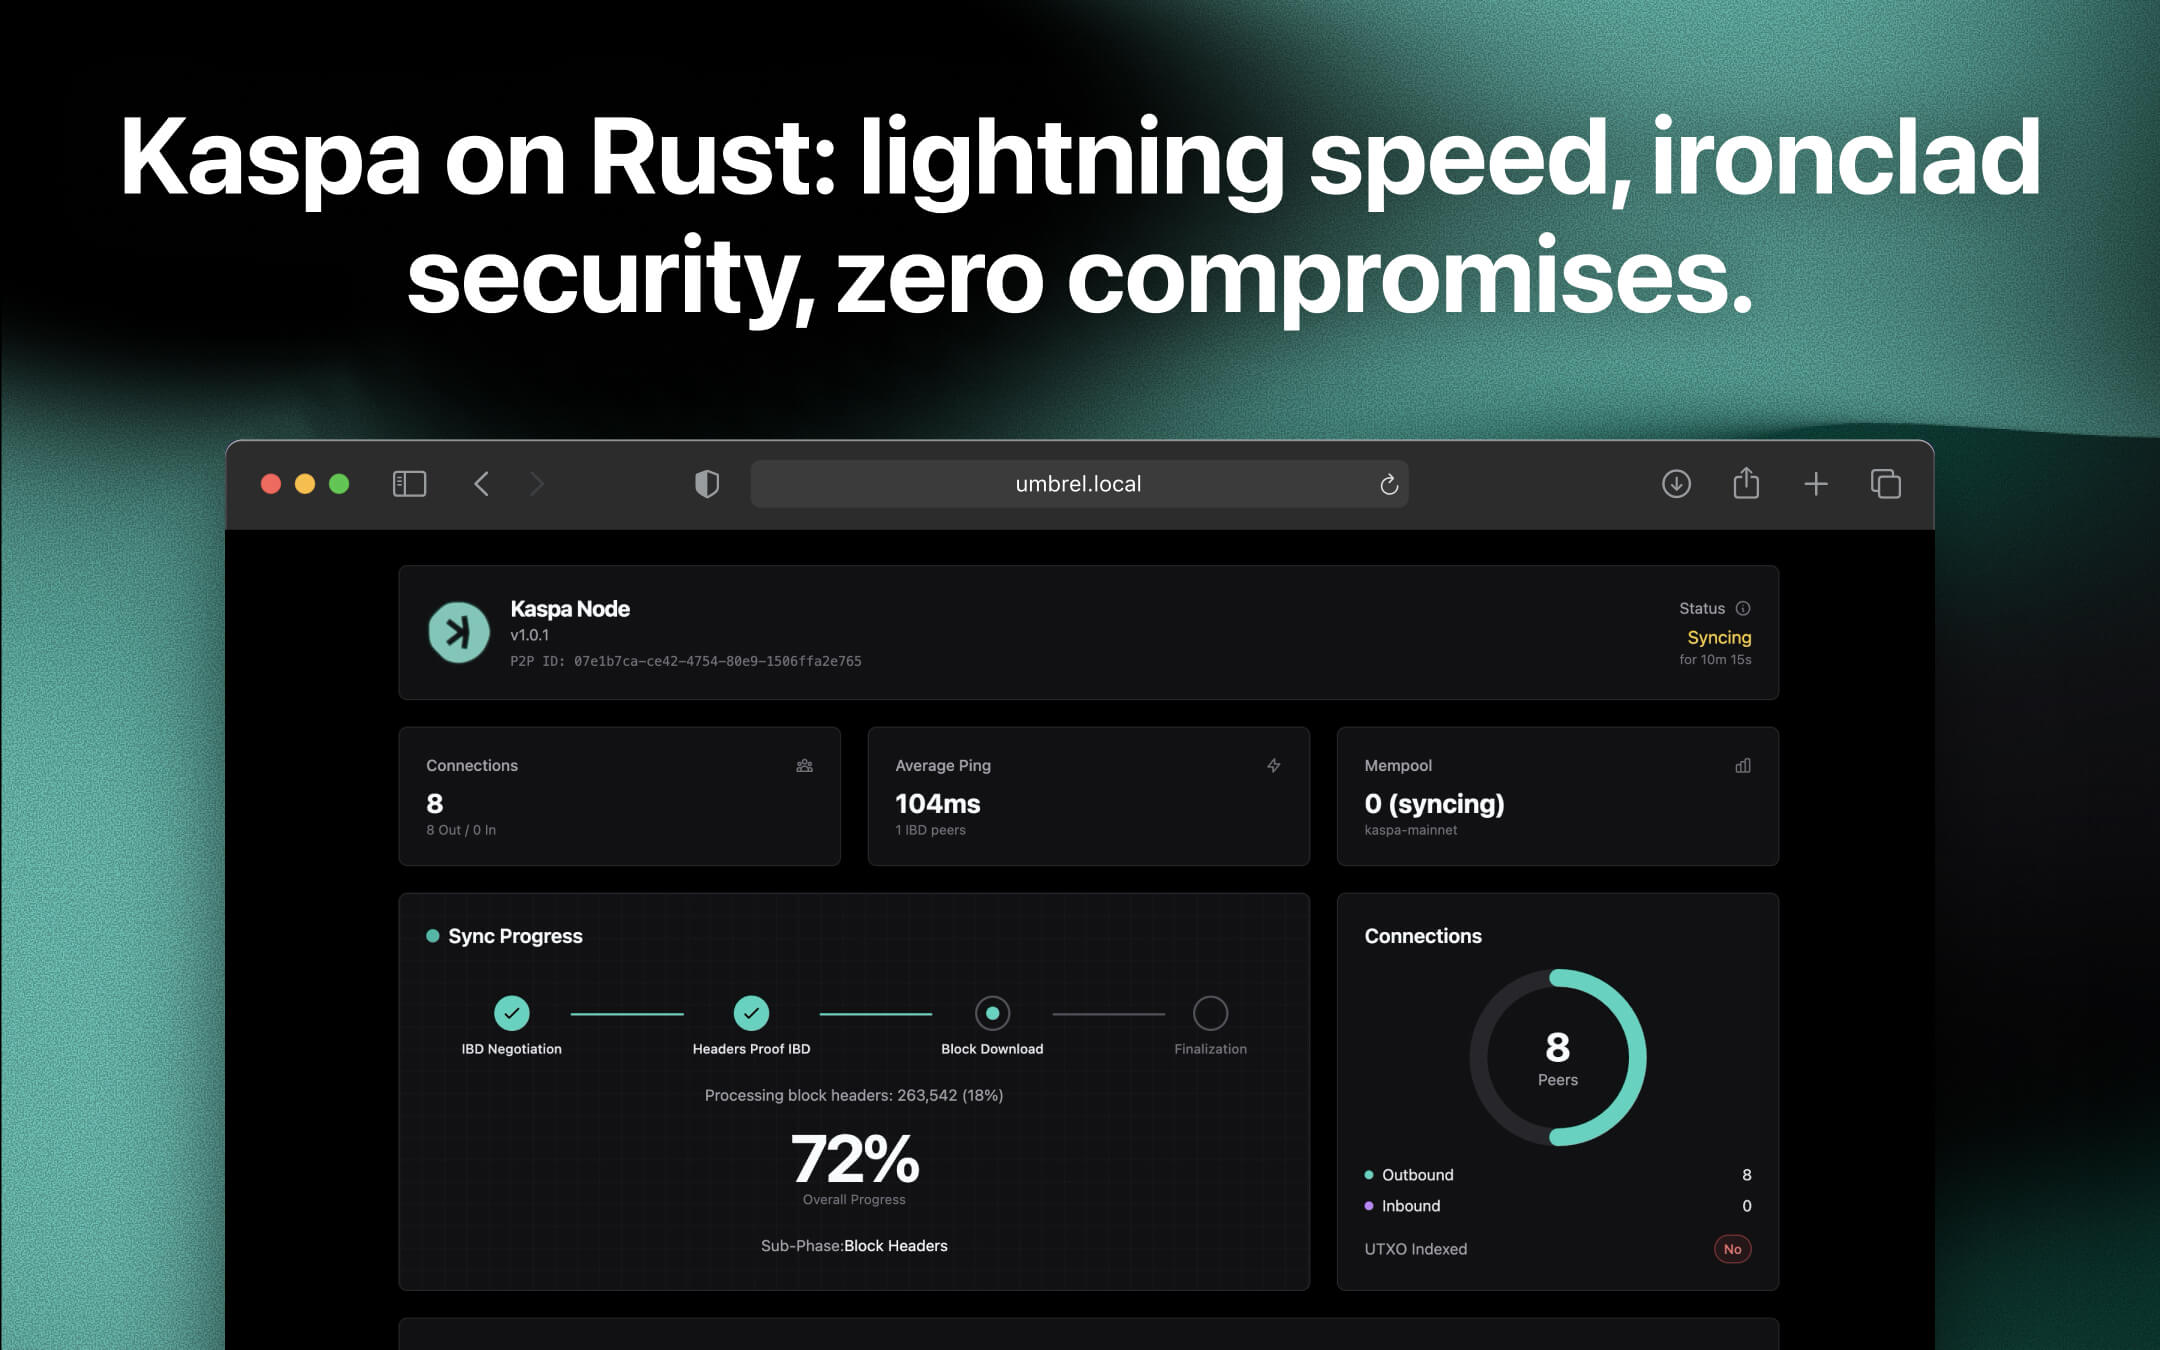 Kaspa on Rust: lightning speed, ironclad
security, zero compromises.
umbrel.local
Kaspa Node
v1.0.1
P2P ID: 07e1b7ca-ce42-4754-80e9-1506ffa2e765
Status
Syncing
for 10m 15s
Connections
8
8 Out / 0 In
Average Ping
104ms
1 IBD peers
Mempool
0 (syncing)
kaspa-mainnet
Sync Progress
IBD Negotiation
Headers Proof IBD
Block Download
Finalization
Processing block headers: 263,542 (18%)
72%
Overall Progress
Sub-Phase:Block Headers
Connections
8
Peers
Outbound 8
Inbound 0
UTXO Indexed No